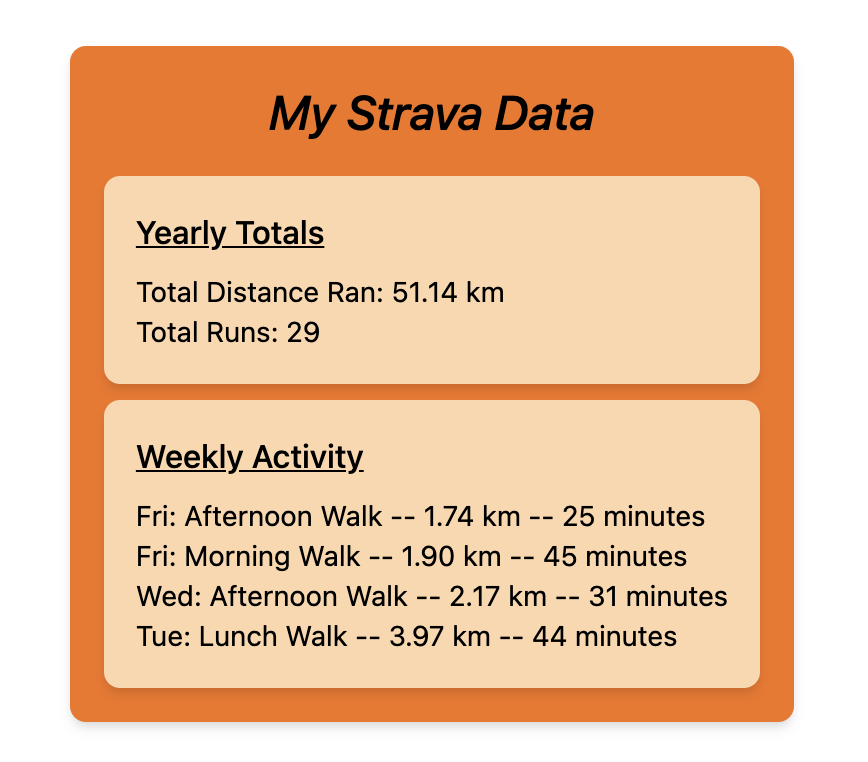 My Strava Data
Yearly Totals
Total Distance Ran: 51.14 km
Total Runs: 29
Weekly Activity
Fri: Afternoon Walk -- 1.74 km -- 25 minutes
Fri: Morning Walk -- 1.90 km -- 45 minutes
Wed: Afternoon Walk -- 2.17 km -- 31 minutes
Tue: Lunch Walk -- 3.97 km -- 44 minutes